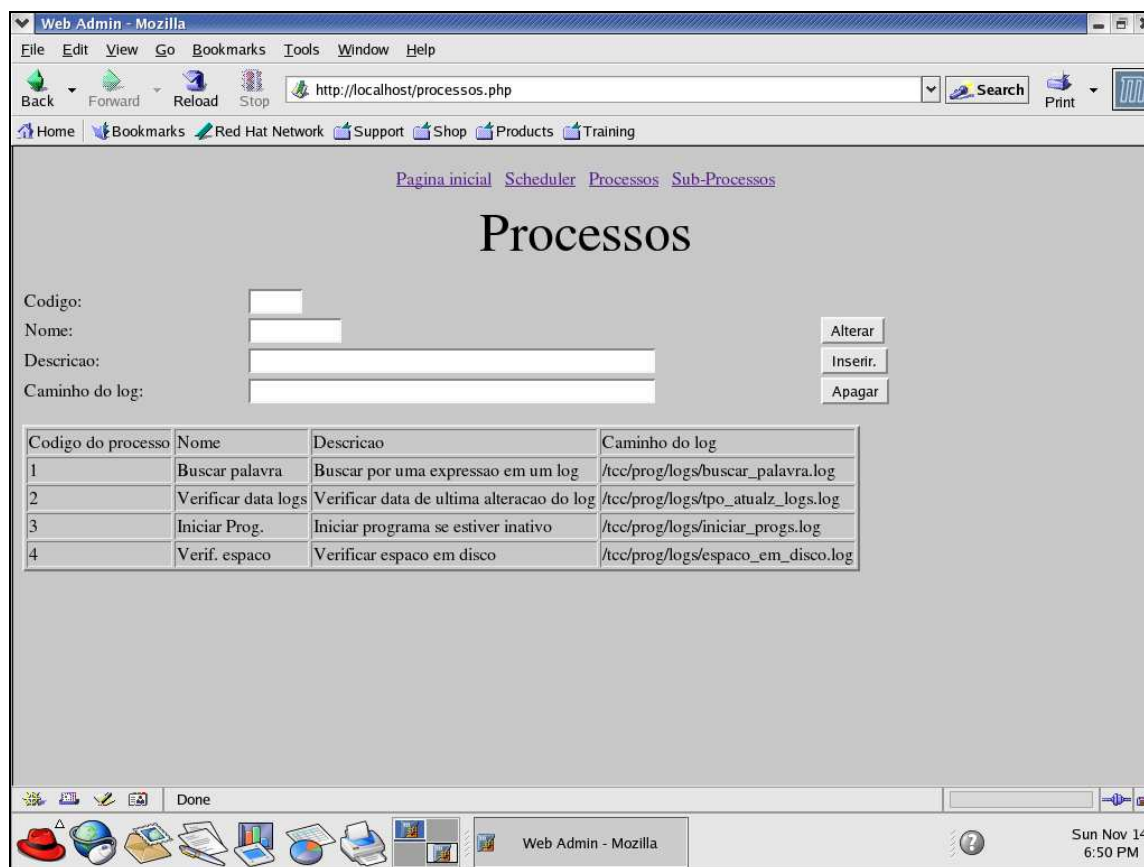 Web Admin - Mozilla
File Edit View Go Bookmarks Tools Window Help
Back Forward Reload Stop http://localhost/processos.php Search Print
Home Bookmarks Red Hat Network Support Shop Products Training
Pagina inicial Scheduler Processos Sub-Processos
Processos
Codigo:
Nome: Alterar
Descricao: Inserir.
Caminho do log: Apagar
Codigo do processo Nome Descricao Caminho do log
1 Buscar palavra Buscar por uma expressao em um log /tcc/prog/logs/buscar_palavra.log
2 Verificar data logs Verificar data de ultima alteracao do log /tcc/prog/logs/tpo_atualz_logs.log
3 Iniciar Prog. Iniciar programa se estiver inativo /tcc/prog/logs/iniciar_progs.log
4 Verif. espaco Verificar espaco em disco /tcc/prog/logs/espaco_em_disco.log
Done
Web Admin - Mozilla
Sun Nov 14
6:50 PM